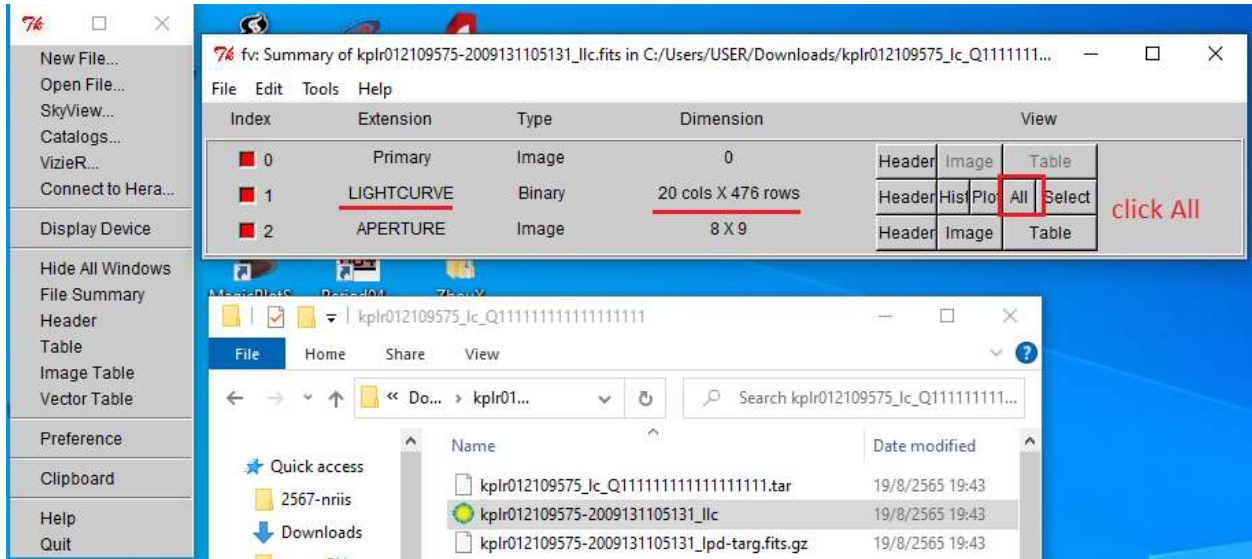 New File...
Open File...
SkyView...
Catalogs...
VizieR...
Connect to Hera...
Display Device
Hide All Windows
File Summary
Header
Table
Image Table
Vector Table
Preference
Clipboard
Help
Quit
fv: Summary of kplr012109575-2009131105131_llc.fits in C:/Users/USER/Downloads/kplr012109575_lc_Q1111111...
File Edit Tools Help
Index Extension Type Dimension View
0 Primary Image 0 Header Image Table
1 LIGHTCURVE Binary 20 cols X 476 rows Header Hist Plot All Select
click All
2 APERTURE Image 8 X 9 Header Image Table
kplr012109575_lc_Q111111111111111111
File Home Share View
« Do... › kplr01... Search kplr012109575_lc_Q111111111...
Name Date modified
Quick access
2567-nriis
Downloads
kplr012109575_lc_Q111111111111111111.tar 19/8/2565 19:43
kplr012109575-2009131105131_llc 19/8/2565 19:43
kplr012109575-2009131105131_lpd-targ.fits.gz 19/8/2565 19:43